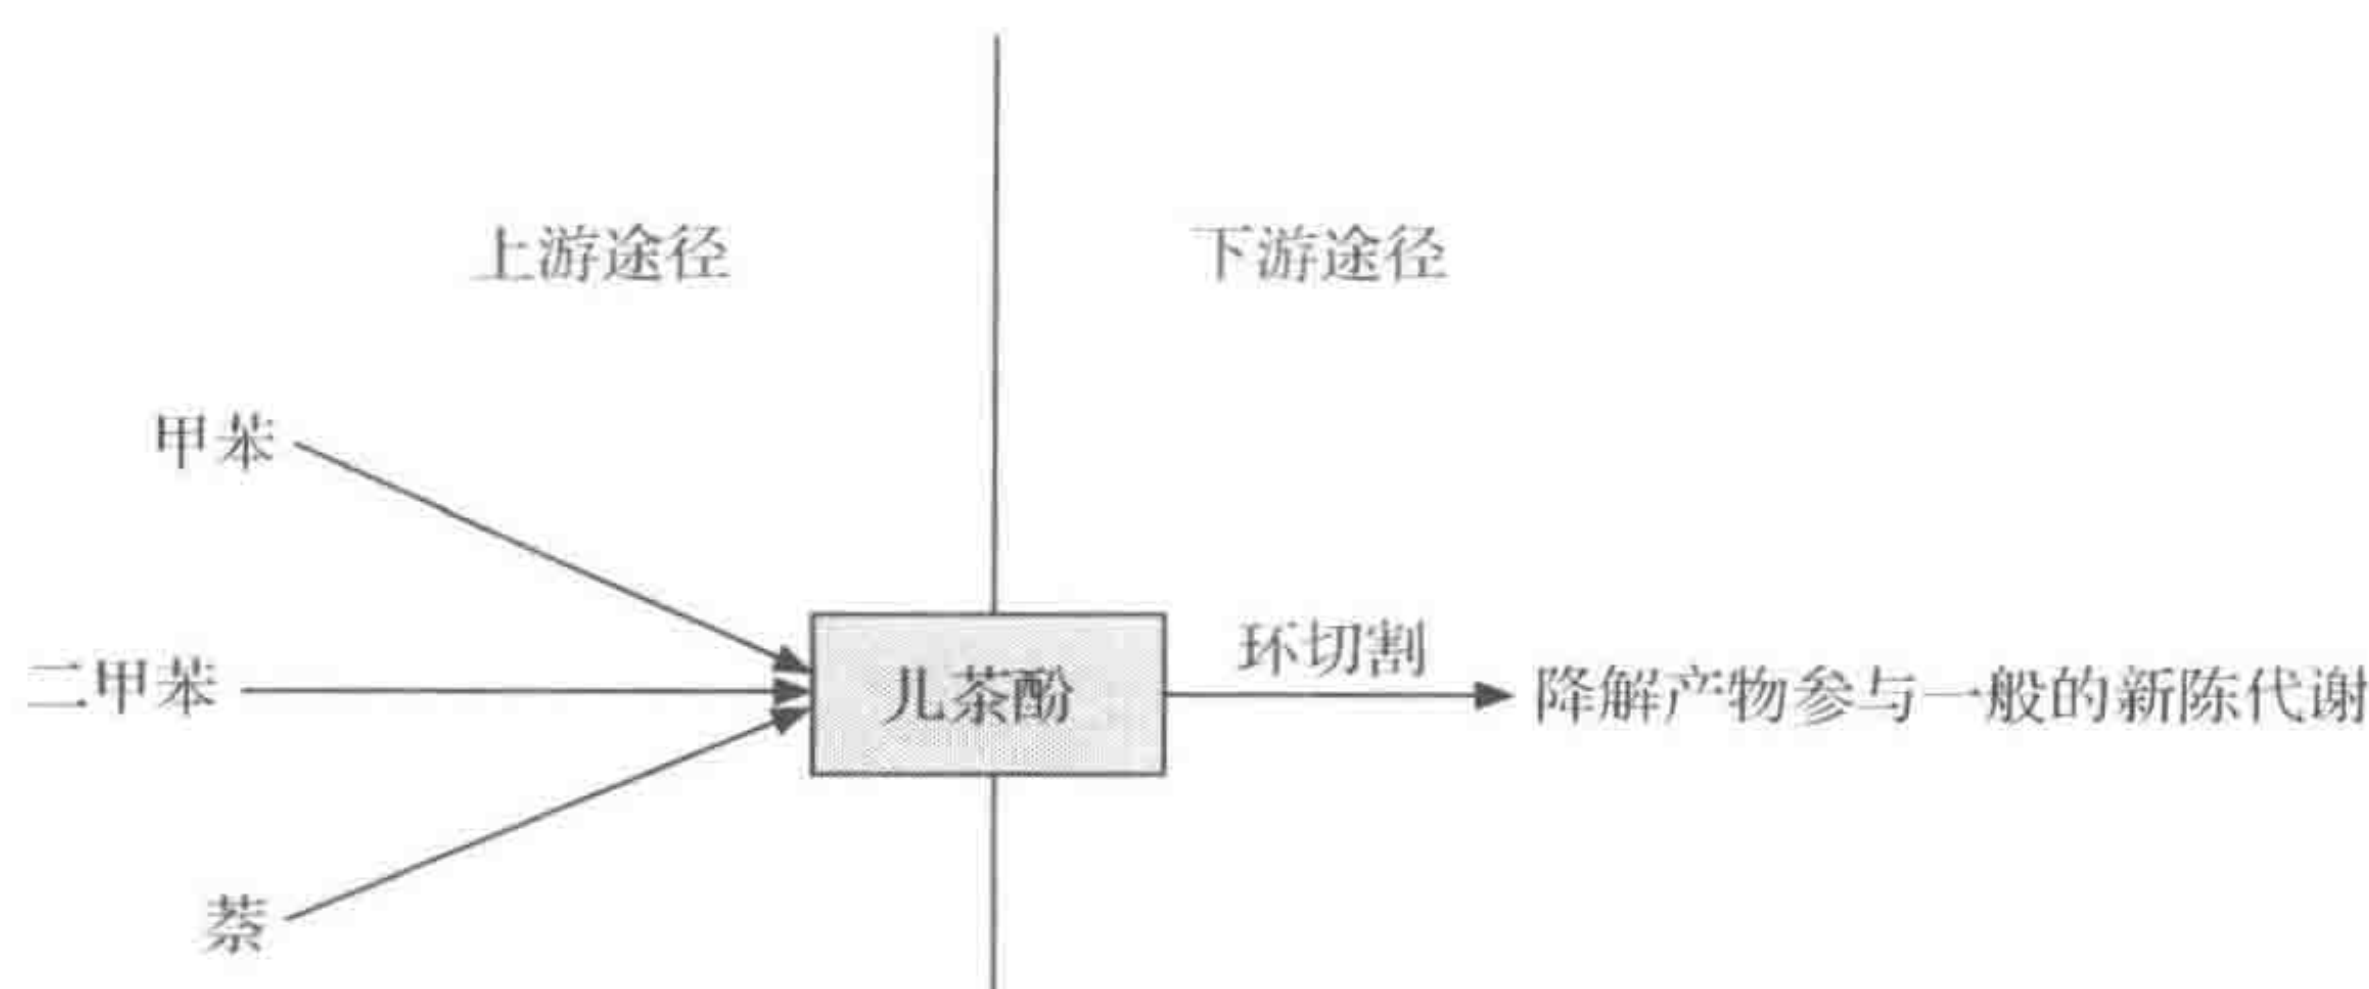 上游途径
下游途径
甲苯
二甲苯
萘
儿茶酚
环切割
降解产物参与一般的新陈代谢